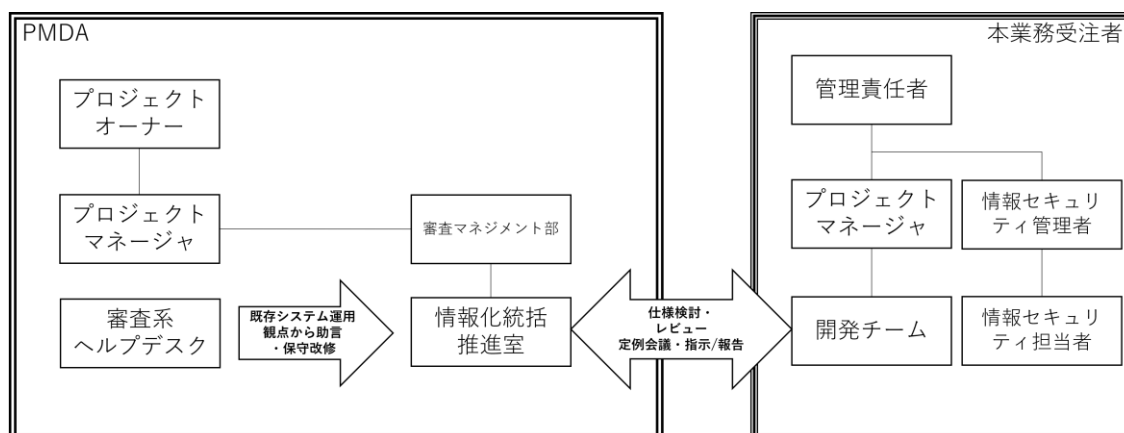 PMDA
プロジェクト
オーナー
プロジェクト
マネージャ
審査マネジメント部
審査系
ヘルプデスク
既存システム運用
観点から助言
・保守改修
情報化統括
推進室
仕様検討・
レビュー
定例会議・指示/報告
本業務受注者
管理責任者
プロジェクト
マネージャ
情報セキュリ
ティ管理者
開発チーム
情報セキュリ
ティ担当者